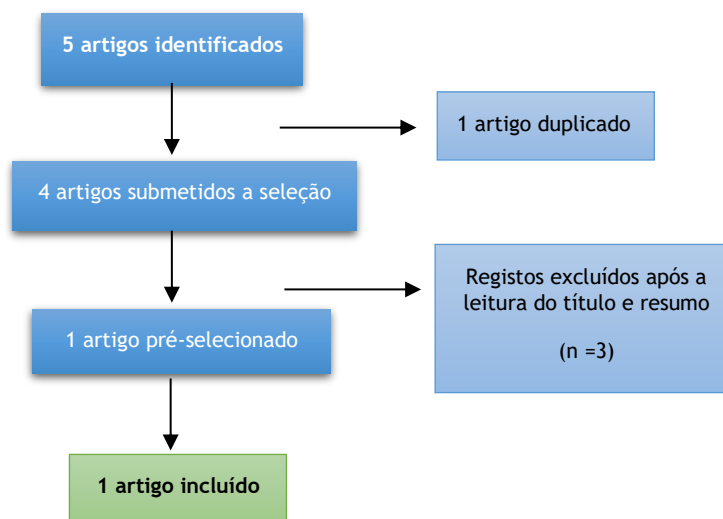 5 artigos identificados
1 artigo duplicado
4 artigos submetidos a seleção
Registos excluídos após a
leitura do título e resumo
(n =3)
1 artigo pré-selecionado
1 artigo incluído